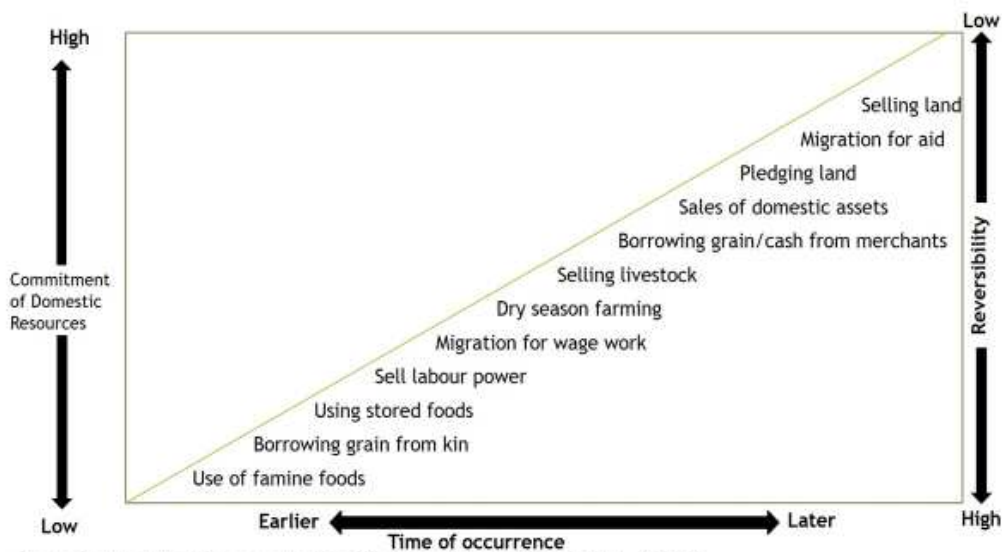 Low
High
Selling land
Migration for aid
Pledging land
Sales of domestic assets
Borrowing grain/cash from merchants
Selling livestock
Commitment
of Domestic
Resources
Reversibility
Dry season farming
Migration for wage work
Sell labour power
Using stored foods
Borrowing grain from kin
Use of famine foods
Low
Earlier
Later
High
Time of occurrence